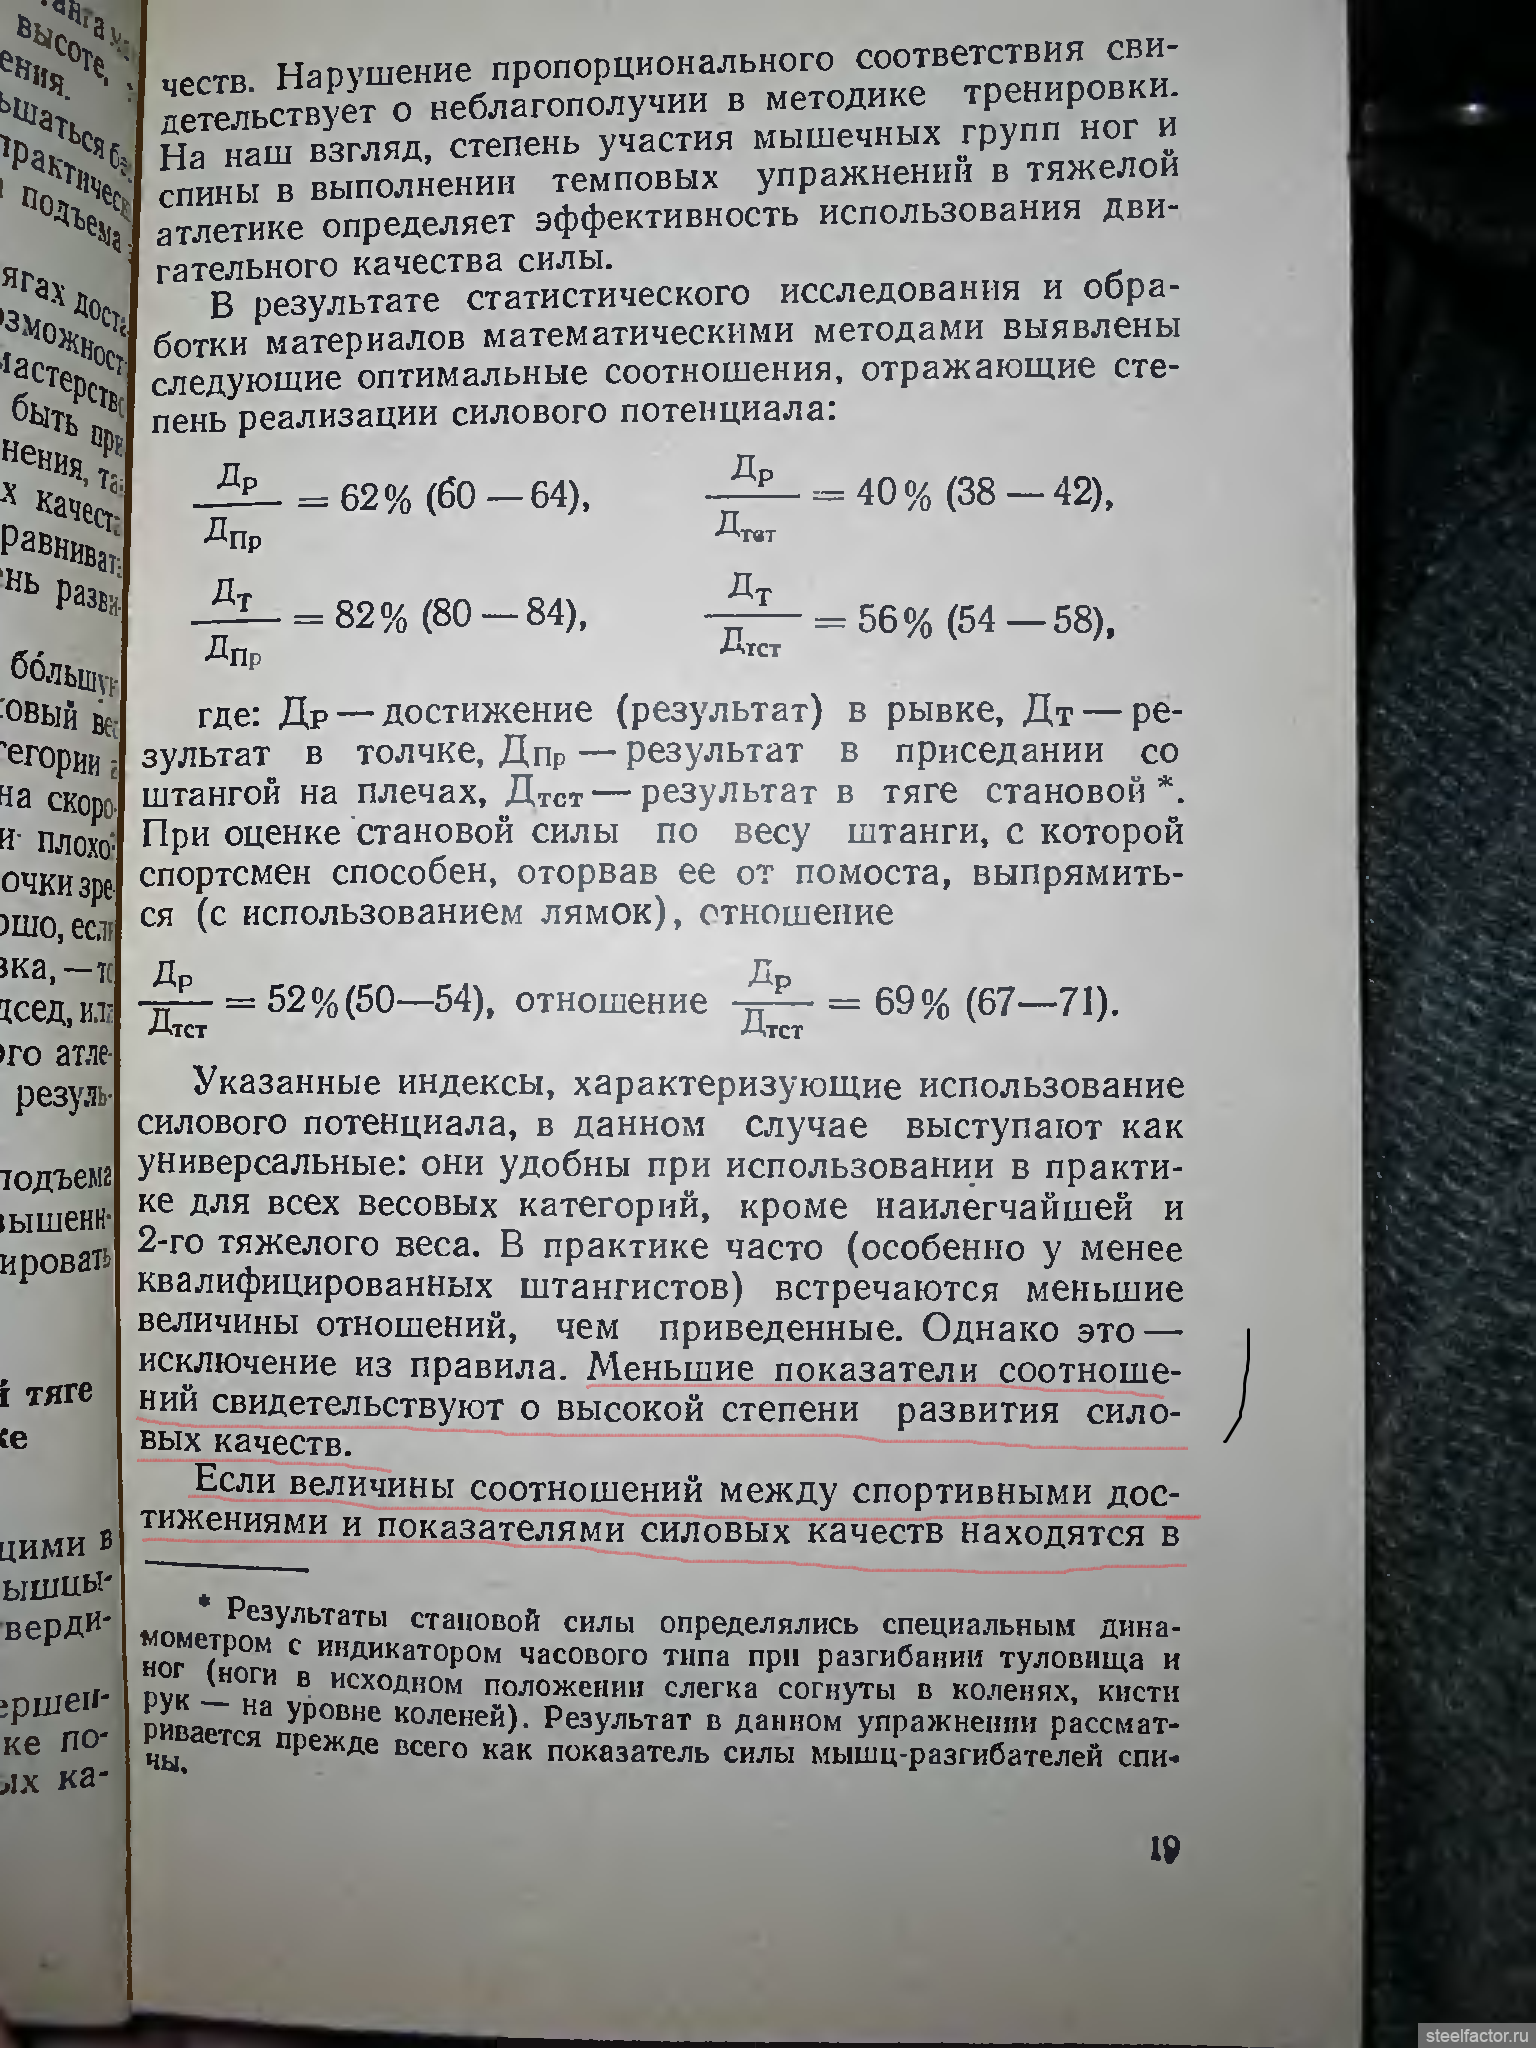 честв. Нарушение пропорционального соответствия сви-
детельствует о неблагополучии в методике тренировки.
На наш взгляд, степень участия мышечных групп ног и
спины в выполнении темповых упражнений в тяжелой
атлетике определяет эффективность использования дви-
гательного качества силы.
В результате статистического исследования и обра-
ботки материалов математическими методами выявлены
следующие оптимальные соотношения, отражающие сте-
пень реализации силового потенциала:
Др / ДПр = 62% (60 — 64), Др / Дтст = 40% (38 — 42),
Дт / ДПр = 82% (80 — 84), Дт / Дтст = 56% (54 — 58),
где: Др — достижение (результат) в рывке, Дт — ре-
зультат в толчке, ДПр — результат в приседании со
штангой на плечах, Дтст — результат в тяге становой *.
При оценке становой силы по весу штанги, с которой
спортсмен способен, оторвав ее от помоста, выпрямить-
ся (с использованием лямок), отношение
Др / Дтст = 52% (50—54), отношение Др / Дтст = 69% (67—71).
Указанные индексы, характеризующие использование
силового потенциала, в данном случае выступают как
универсальные: они удобны при использовании в практи-
ке для всех весовых категорий, кроме наилегчайшей и
2-го тяжелого веса. В практике часто (особенно у менее
квалифицированных штангистов) встречаются меньшие
величины отношений, чем приведенные. Однако это —
исключение из правила. Меньшие показатели соотноше-
ний свидетельствуют о высокой степени развития сило-
вых качеств.
Если величины соотношений между спортивными дос-
тижениями и показателями силовых качеств находятся в
* Результаты становой силы определялись специальным дина-
мометром с индикатором часового типа при разгибании туловища и
ног (ноги в исходном положении слегка согнуты в коленях, кисти
рук — на уровне коленей). Результат в данном упражнении рассмат-
ривается прежде всего как показатель силы мышц-разгибателей спи-
ны.
19
steelfactor.ru